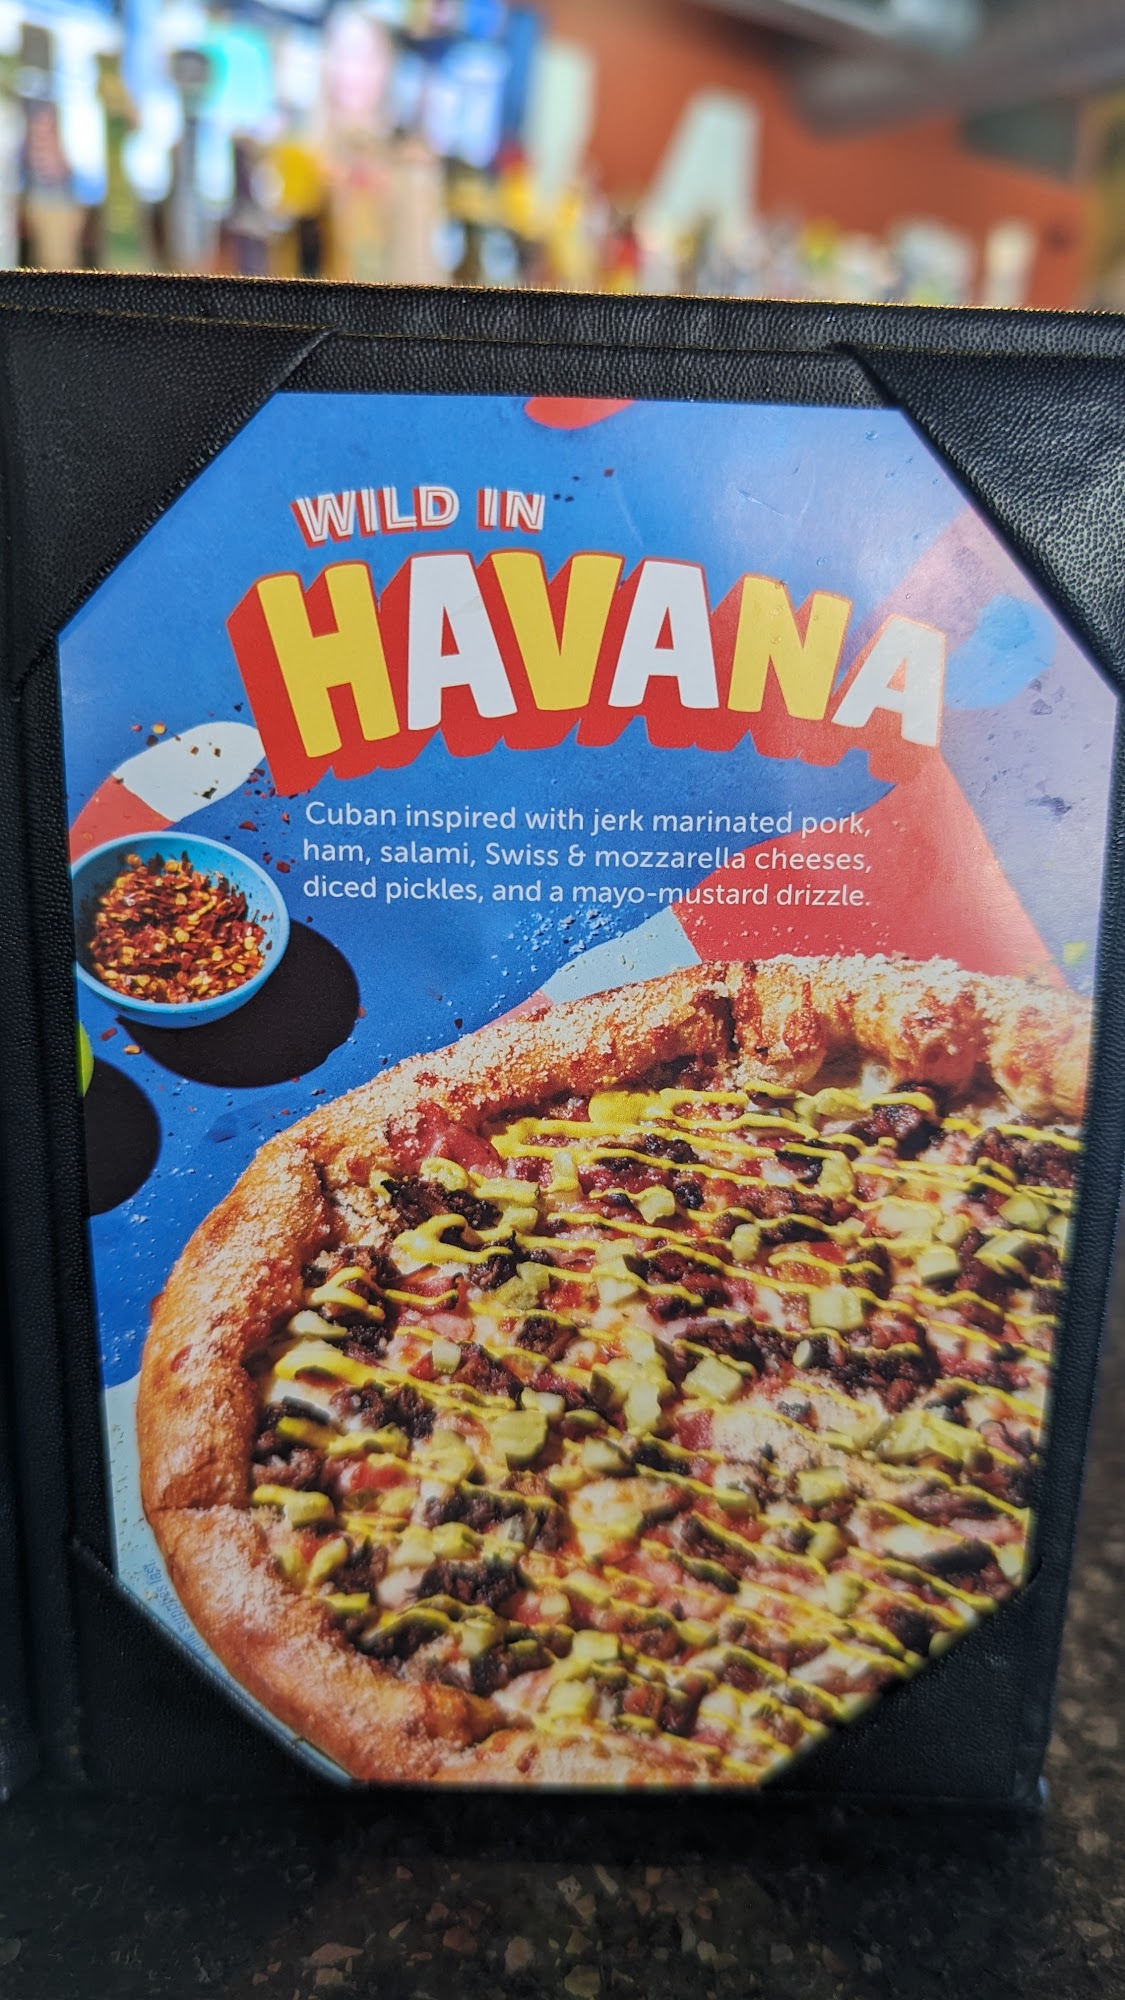 WILD IN
HAVANA
Cuban inspired with jerk marinated pork,
ham, salami, Swiss & mozzarella cheeses,
diced pickles, and a mayo-mustard drizzle.